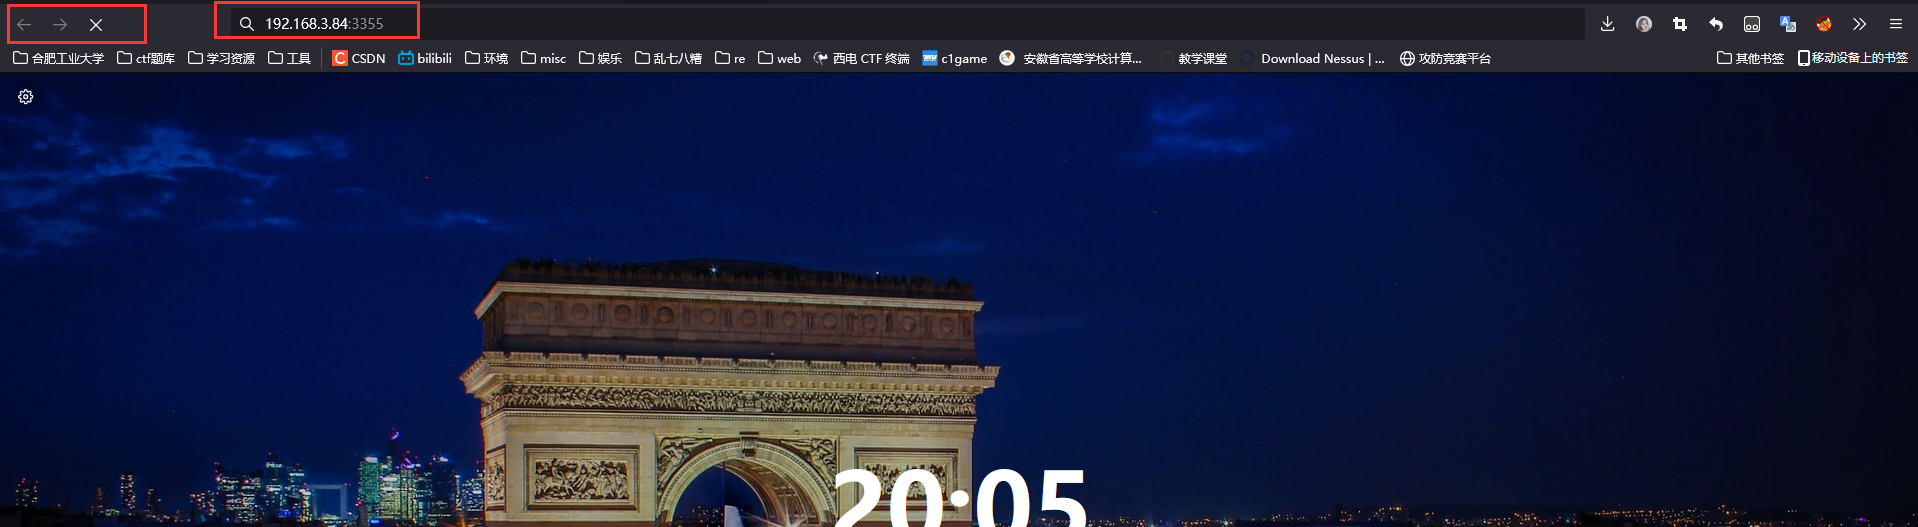 192.168.3.84:3355
合肥工业大学 ctf题库 学习资源 工具 CSDN bilibili 环境 misc 娱乐 乱七八糟 re web 西电 CTF 终端 c1game 安徽省高等学校计算... 教学课堂 Download Nessus | ... 攻防竞赛平台 其他书签 移动设备上的书签
20:05